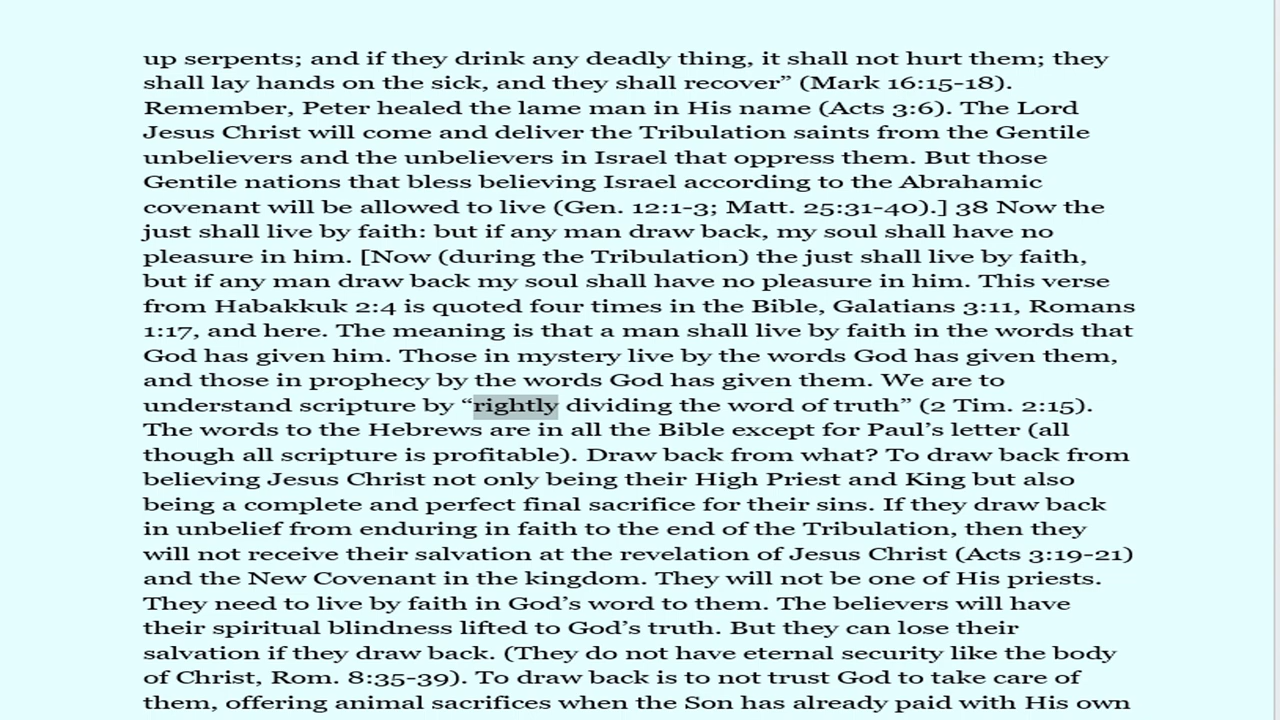 up serpents; and if they drink any deadly thing, it shall not hurt them; they
shall lay hands on the sick, and they shall recover” (Mark 16:15-18).
Remember, Peter healed the lame man in His name (Acts 3:6). The Lord
Jesus Christ will come and deliver the Tribulation saints from the Gentile
unbelievers and the unbelievers in Israel that oppress them. But those
Gentile nations that bless believing Israel according to the Abrahamic
covenant will be allowed to live (Gen. 12:1-3; Matt. 25:31-40).] 38 Now the
just shall live by faith: but if any man draw back, my soul shall have no
pleasure in him. [Now (during the Tribulation) the just shall live by faith,
but if any man draw back my soul shall have no pleasure in him. This verse
from Habakkuk 2:4 is quoted four times in the Bible, Galatians 3:11, Romans
1:17, and here. The meaning is that a man shall live by faith in the words that
God has given him. Those in mystery live by the words God has given them,
and those in prophecy by the words God has given them. We are to
understand scripture by “rightly dividing the word of truth” (2 Tim. 2:15).
The words to the Hebrews are in all the Bible except for Paul’s letter (all
though all scripture is profitable). Draw back from what? To draw back from
believing Jesus Christ not only being their High Priest and King but also
being a complete and perfect final sacrifice for their sins. If they draw back
in unbelief from enduring in faith to the end of the Tribulation, then they
will not receive their salvation at the revelation of Jesus Christ (Acts 3:19-21)
and the New Covenant in the kingdom. They will not be one of His priests.
They need to live by faith in God’s word to them. The believers will have
their spiritual blindness lifted to God’s truth. But they can lose their
salvation if they draw back. (They do not have eternal security like the body
of Christ, Rom. 8:35-39). To draw back is to not trust God to take care of
them, offering animal sacrifices when the Son has already paid with His own